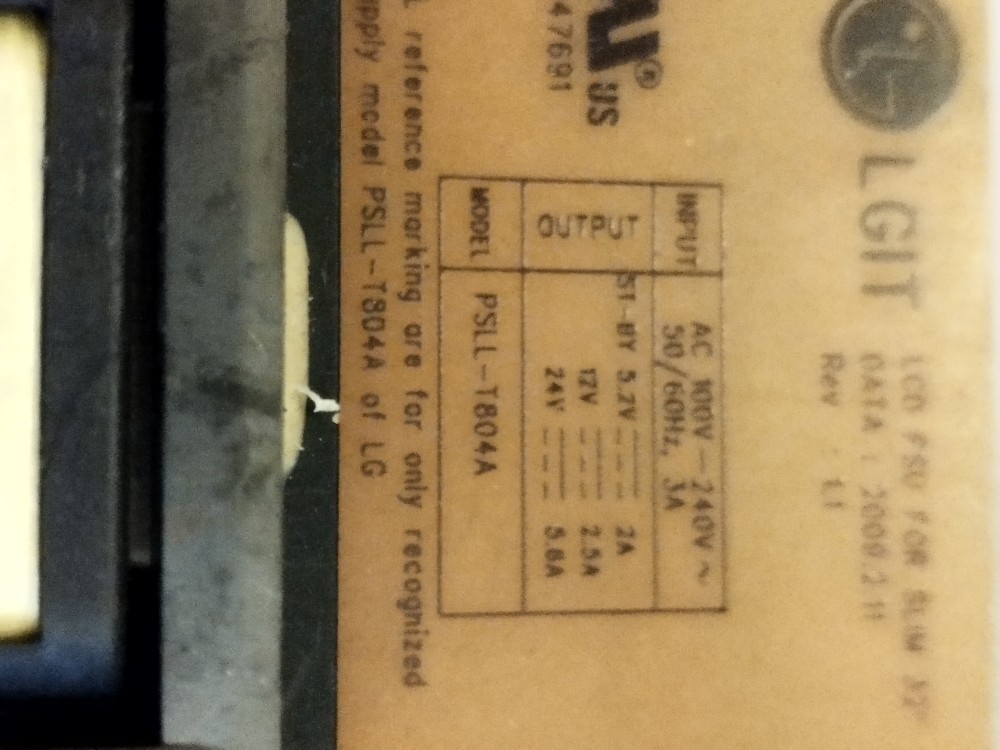 LGIT
LCD PSU FOR SLIM 32"
DATA : 2008.2.11
Rev : 1.1
US
47691
INPUT AC 100V-240V~
50/60Hz, 3A
OUTPUT ST-BY 5.2V 2A
12V 2.5A
24V 5.8A
MODEL PSLL-T804A
reference marking are for only recognized
model PSLL-T804A of LG